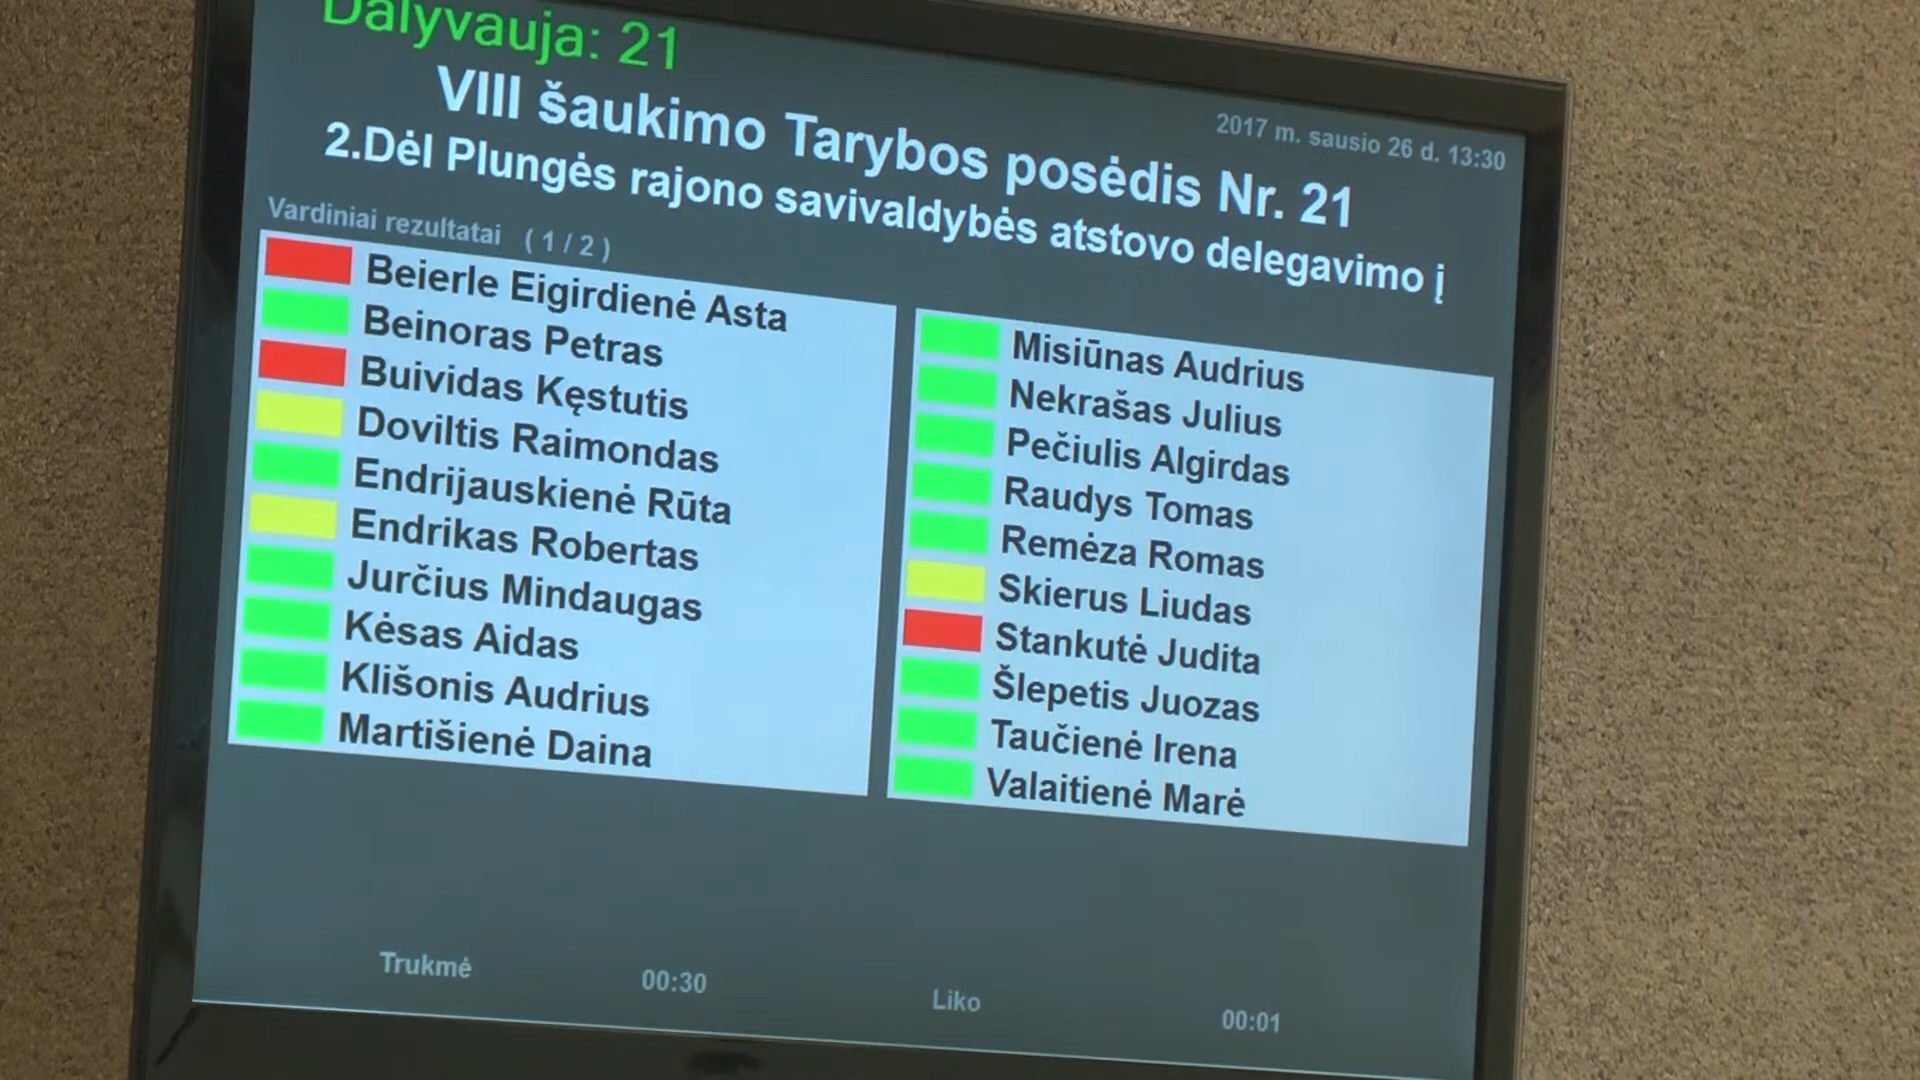 Dalyvauja: 21
2017 m. sausio 26 d. 13:30
VIII šaukimo Tarybos posėdis Nr. 21
2.Dėl Plungės rajono savivaldybės atstovo delegavimo į
Vardiniai rezultatai ( 1 / 2 )
Beierle Eigirdienė Asta
Beinoras Petras
Buividas Kęstutis
Doviltis Raimondas
Endrijauskienė Rūta
Endrikas Robertas
Jurčius Mindaugas
Kėsas Aidas
Klišonis Audrius
Martišienė Daina
Misiūnas Audrius
Nekrašas Julius
Pečiulis Algirdas
Raudys Tomas
Remėza Romas
Skierus Liudas
Stankutė Judita
Šlepetis Juozas
Taučienė Irena
Valaitienė Marė
Trukmė 00:30 Liko 00:01